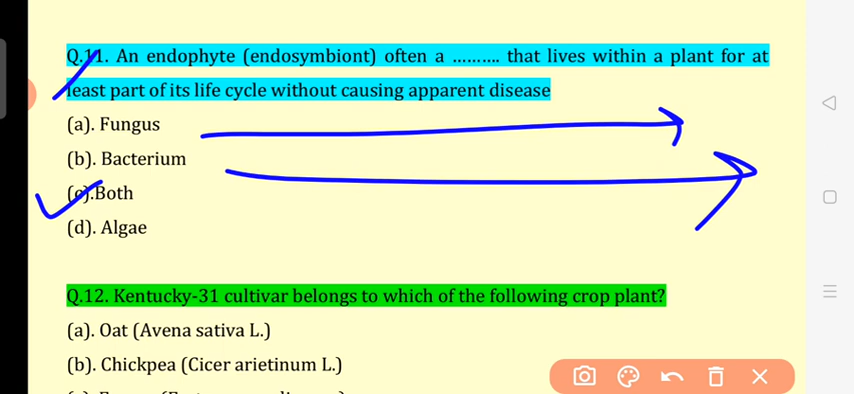 Q.11. An endophyte (endosymbiont) often a .......... that lives within a plant for at
least part of its life cycle without causing apparent disease
(a). Fungus
(b). Bacterium
(c).Both
(d). Algae
Q.12. Kentucky-31 cultivar belongs to which of the following crop plant?
(a). Oat (Avena sativa L.)
(b). Chickpea (Cicer arietinum L.)